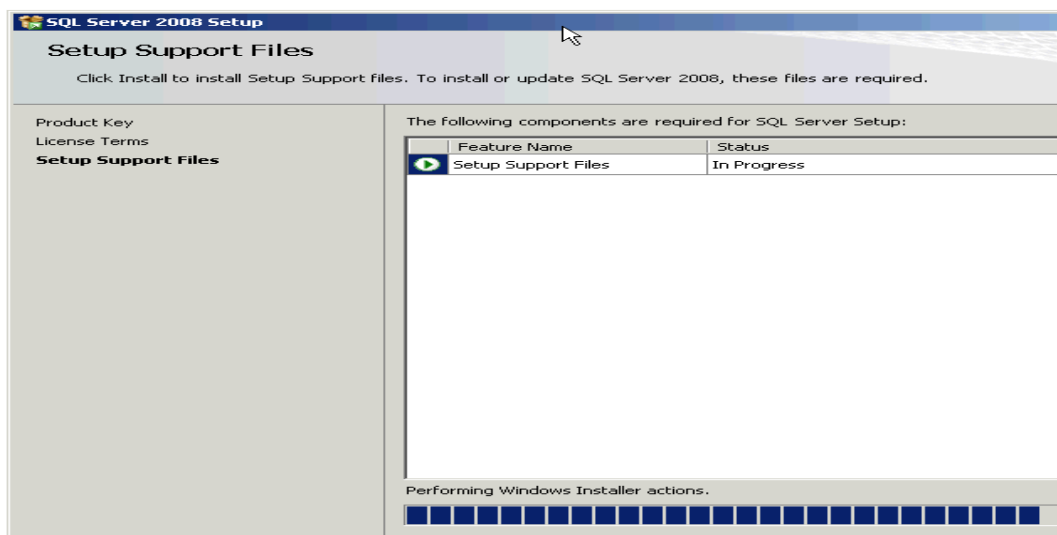 SQL Server 2008 Setup
Setup Support Files
Click Install to install Setup Support files. To install or update SQL Server 2008, these files are required.
Product Key
License Terms
Setup Support Files
The following components are required for SQL Server Setup:
Feature Name Status
Setup Support Files In Progress
Performing Windows Installer actions.